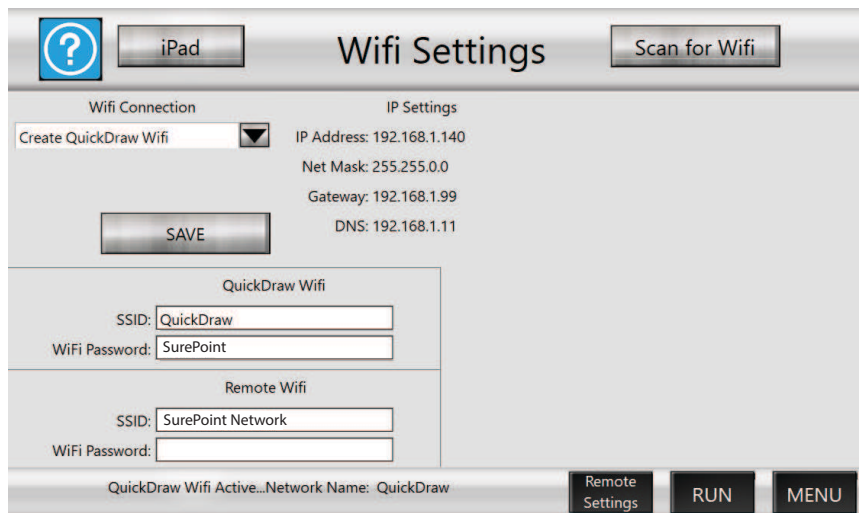 ?
iPad
Wifi Settings
Scan for Wifi
Wifi Connection
Create QuickDraw Wifi
SAVE
IP Settings
IP Address: 192.168.1.140
Net Mask: 255.255.0.0
Gateway: 192.168.1.99
DNS: 192.168.1.11
QuickDraw Wifi
SSID: QuickDraw
WiFi Password: SurePoint
Remote Wifi
SSID: SurePoint Network
WiFi Password:
QuickDraw Wifi Active...Network Name: QuickDraw
Remote
Settings
RUN
MENU